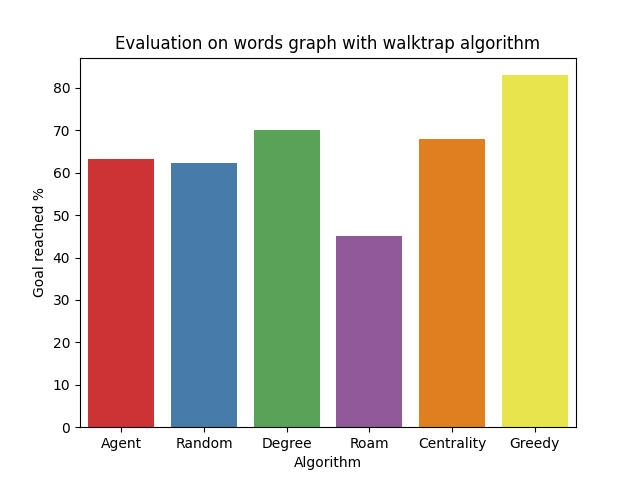 Evaluation on words graph with walktrap algorithm
Goal reached %
80
70
60
50
40
30
20
10
0
Agent Random Degree Roam Centrality Greedy
Algorithm